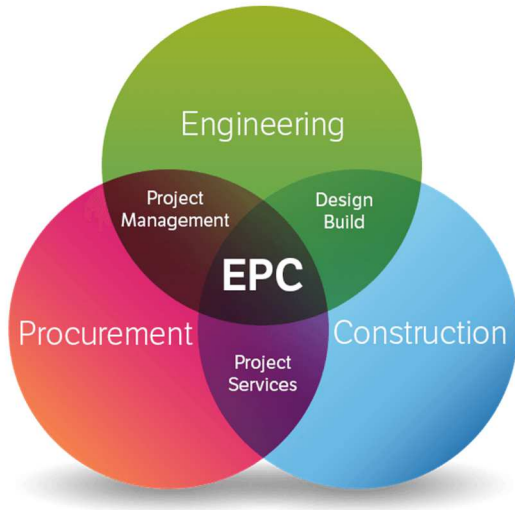 Engineering
Project
Management
Design
Build
EPC
Procurement
Construction
Project
Services